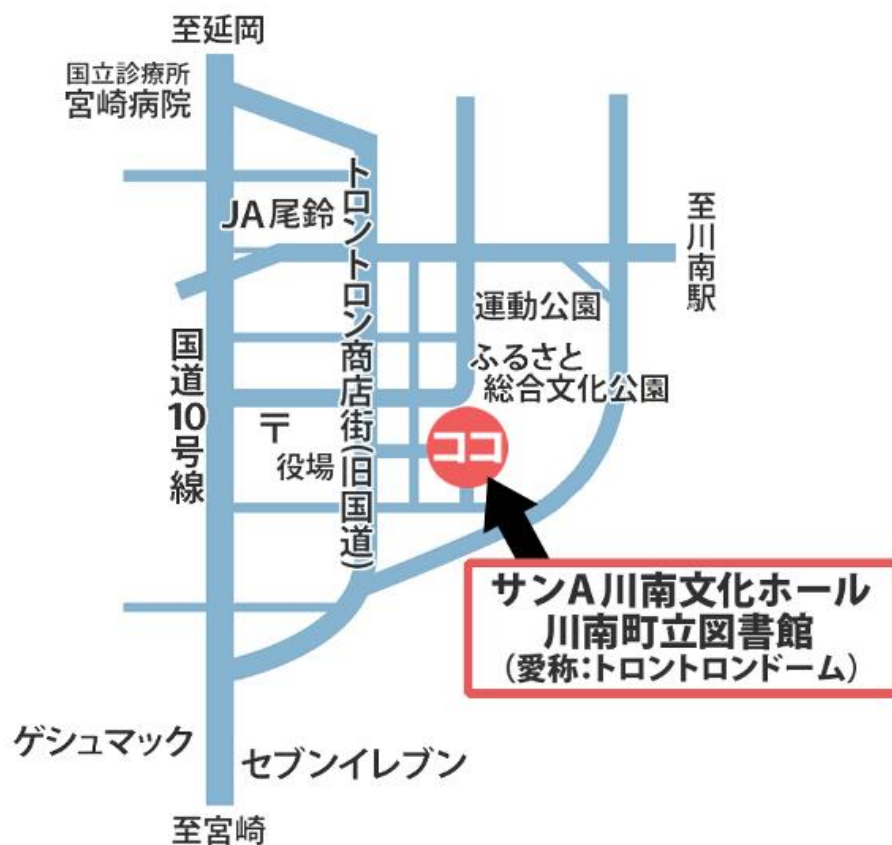 至延岡
国立診療所
宮崎病院
JA尾鈴
トロントロン商店街(旧国道)
至川南駅
運動公園
ふるさと
総合文化公園
国道10号線
〒
役場
ココ
サンA川南文化ホール
川南町立図書館
(愛称:トロントロンドーム)
ゲシュマック
セブンイレブン
至宮崎